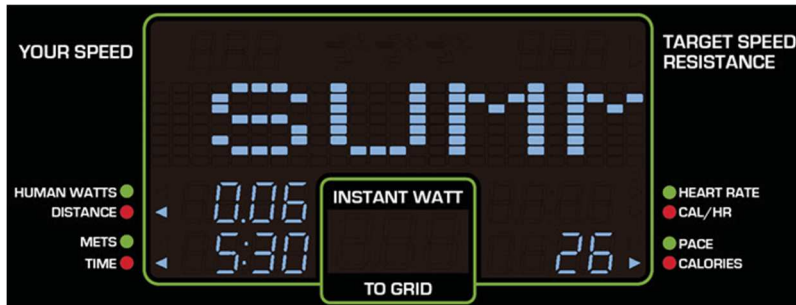 YOUR SPEED
TARGET SPEED
RESISTANCE
SUMM
HUMAN WATTS
DISTANCE
0.06
INSTANT WATT
HEART RATE
CAL/HR
METS
TIME
5:30
TO GRID
26
PACE
CALORIES